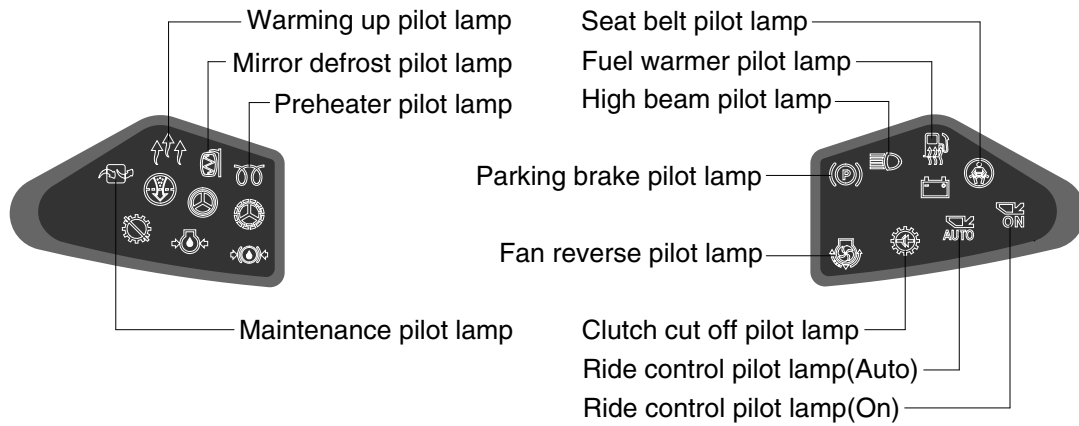 Warming up pilot lamp
Mirror defrost pilot lamp
Preheater pilot lamp
Maintenance pilot lamp
Seat belt pilot lamp
Fuel warmer pilot lamp
High beam pilot lamp
Parking brake pilot lamp
P
ON
AUTO
Fan reverse pilot lamp
Clutch cut off pilot lamp
Ride control pilot lamp(Auto)
Ride control pilot lamp(On)